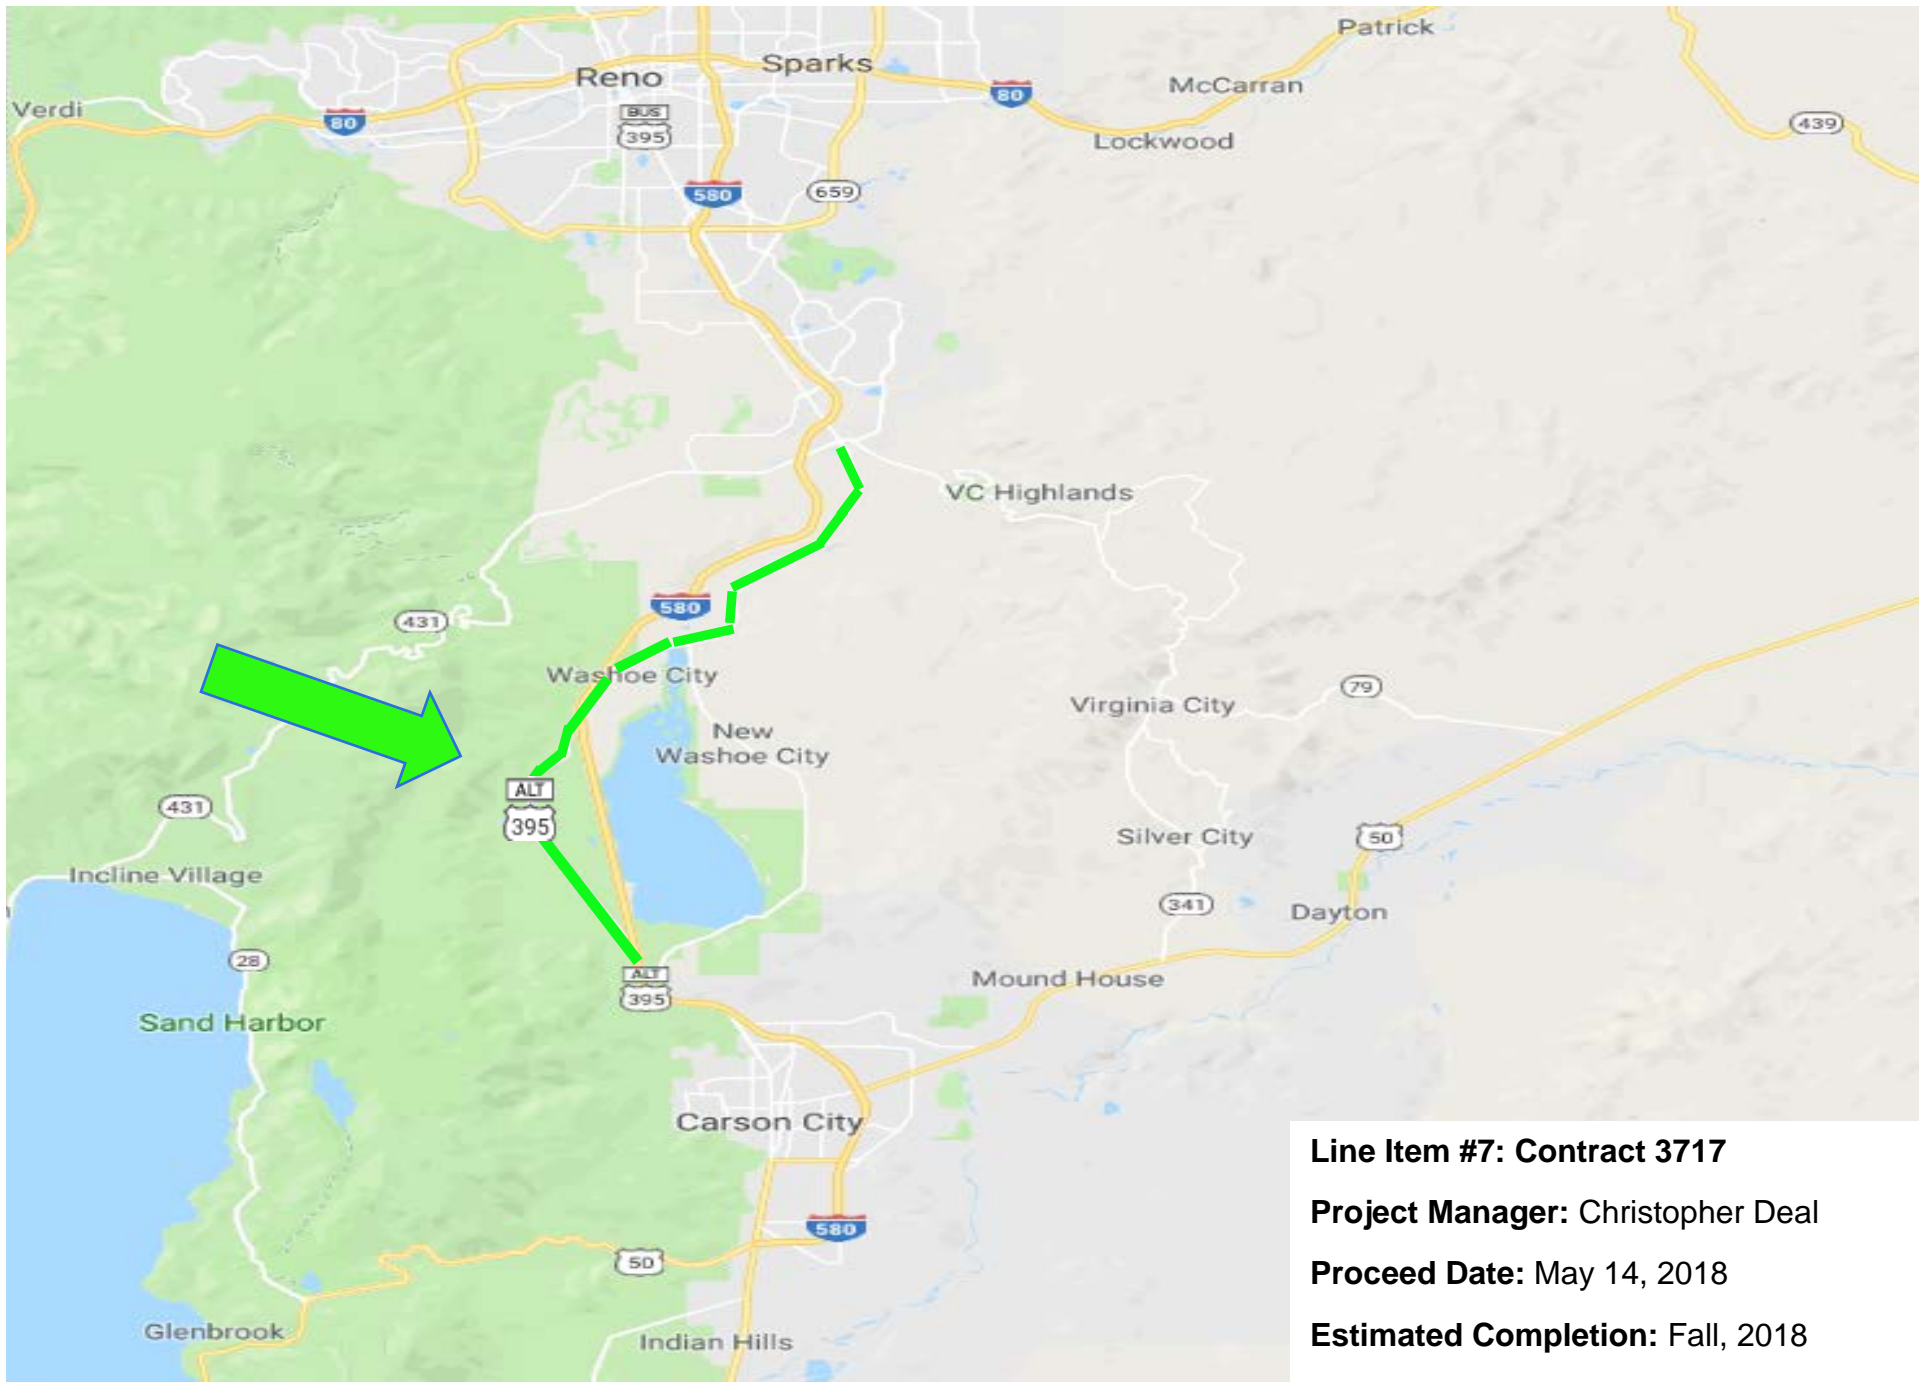 Patrick
Reno
Sparks
McCarran
80
Verdi
BUS
395
80
439
Lockwood
580
659
VC Highlands
580
431
Washoe City
79
Virginia City
New
Washoe City
ALT
395
431
Silver City
50
Incline Village
341
Dayton
28
ALT
395
Mound House
Sand Harbor
Carson City
580
50
Glenbrook
Indian Hills
Line Item #7: Contract 3717
Project Manager: Christopher Deal
Proceed Date: May 14, 2018
Estimated Completion: Fall, 2018